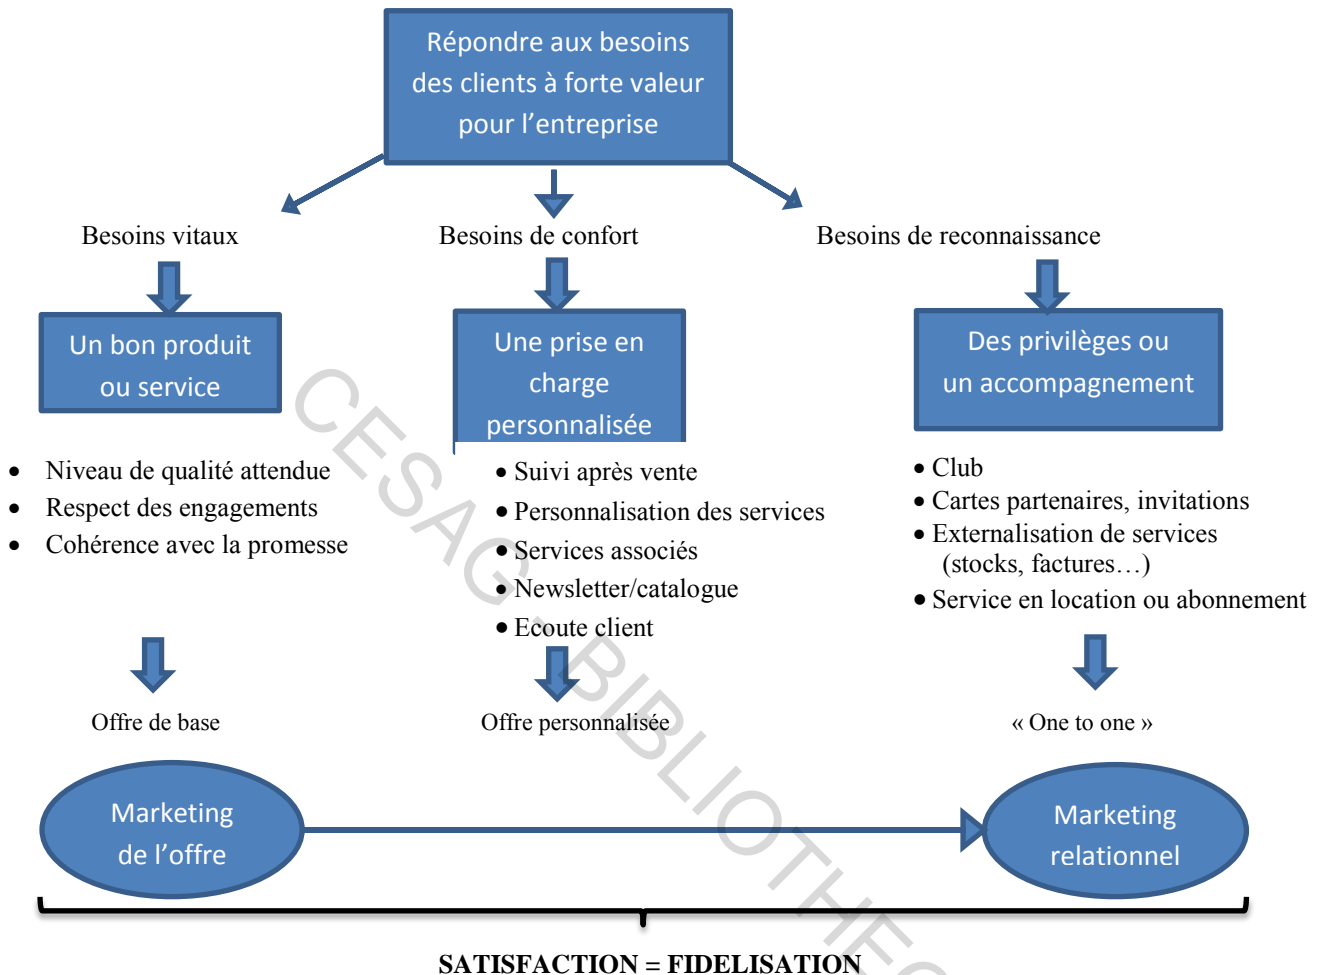 Répondre aux besoins
des clients à forte valeur
pour l’entreprise
Besoins vitaux
Besoins de confort
Besoins de reconnaissance
Un bon produit
ou service
Une prise en
charge
personnalisée
Des privilèges ou
un accompagnement
• Niveau de qualité attendue
• Respect des engagements
• Cohérence avec la promesse
• Suivi après vente
• Personnalisation des services
• Services associés
• Newsletter/catalogue
• Ecoute client
• Club
• Cartes partenaires, invitations
• Externalisation de services
(stocks, factures…)
• Service en location ou abonnement
Offre de base
Offre personnalisée
« One to one »
Marketing
de l’offre
Marketing
relationnel
SATISFACTION = FIDELISATION
CESAG - BIBLIOTHE